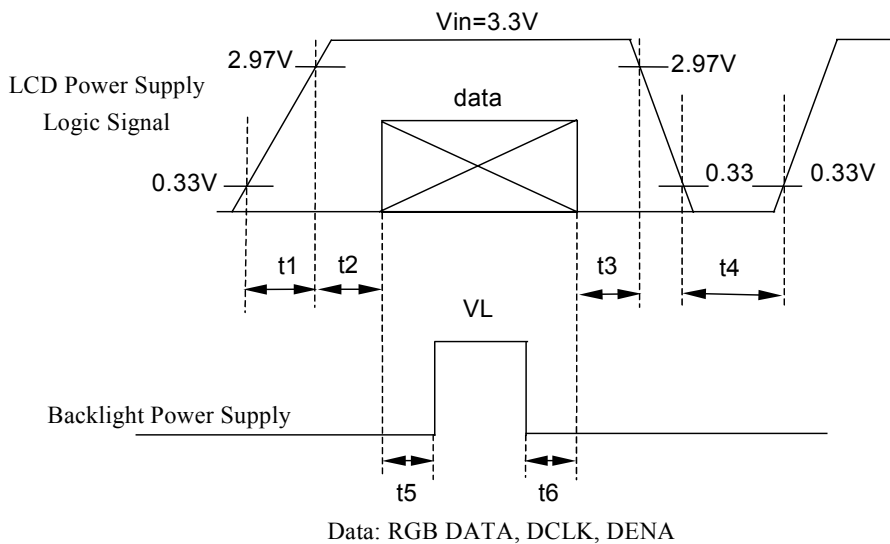 Vin=3.3V
2.97V
2.97V
LCD Power Supply
Logic Signal
data
0.33V
0.33
0.33V
t1
t2
t3
t4
VL
Backlight Power Supply
t5
t6
Data: RGB DATA, DCLK, DENA